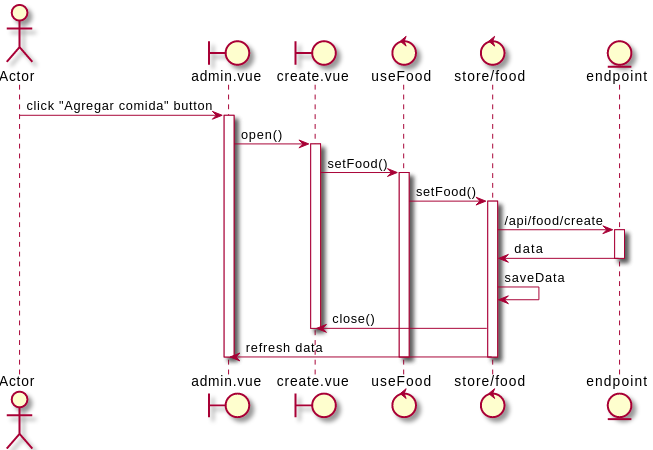 Actor admin.vue create.vue useFood store/food endpoint
click "Agregar comida" button
open()
setFood()
setFood()
/api/food/create
data
saveData
close()
refresh data
Actor admin.vue create.vue useFood store/food endpoint